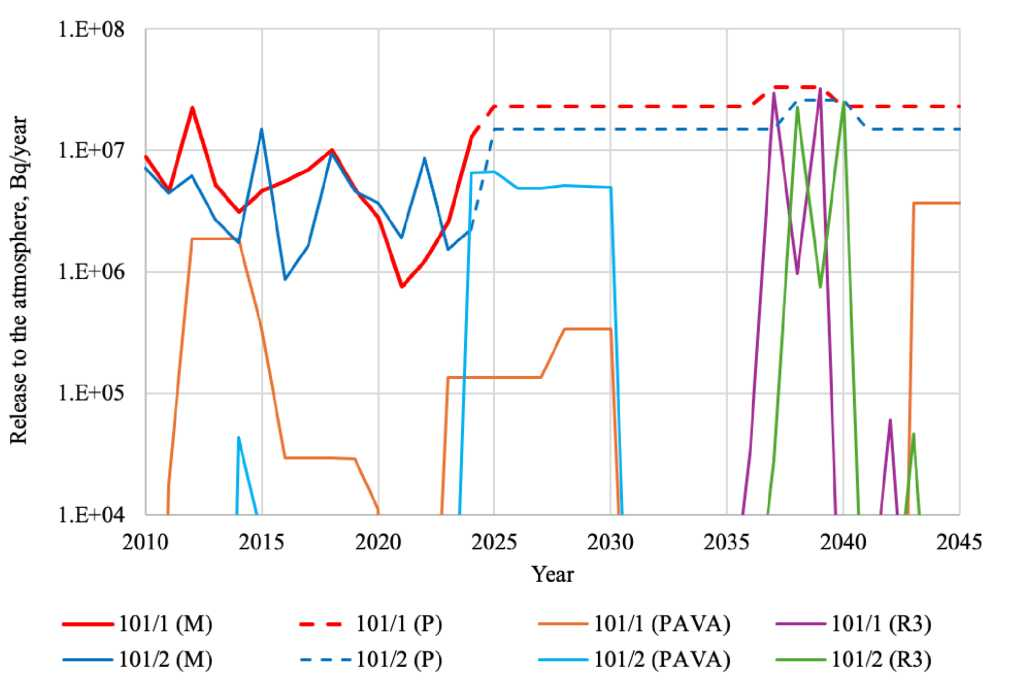 Release to the atmosphere, Bq/year
1.E+08
1.E+07
1.E+06
1.E+05
1.E+04
2010 2015 2020 2025 2030 2035 2040 2045
Year
101/1 (M) 101/1 (P) 101/1 (PAVA) 101/1 (R3)
101/2 (M) 101/2 (P) 101/2 (PAVA) 101/2 (R3)